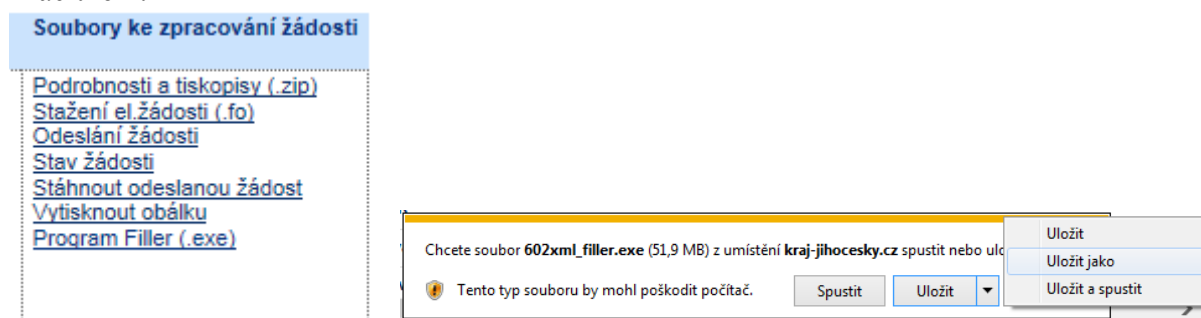 Soubory ke zpracování žádosti
Podrobnosti a tiskopisy (.zip)
Stažení el.žádosti (.fo)
Odeslání žádosti
Stav žádosti
Stáhnout odeslanou žádost
Vytisknout obálku
Program Filler (.exe)
Chcete soubor 602xml_filler.exe (51,9 MB) z umístění kraj-jihocesky.cz spustit nebo
Tento typ souboru by mohl poškodit počítač.
Spustit
Uložit
Uložit
Uložit jako
Uložit a spustit